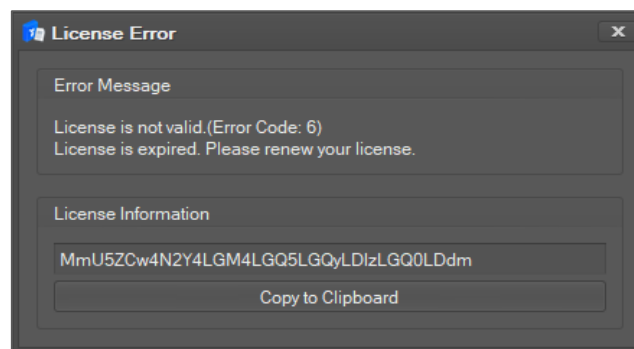 License Error
Error Message
License is not valid.(Error Code: 6)
License is expired. Please renew your license.
License Information
MmU5ZCw4N2Y4LGM4LGQ5LGQyLDIzLGQ0LDdm
Copy to Clipboard